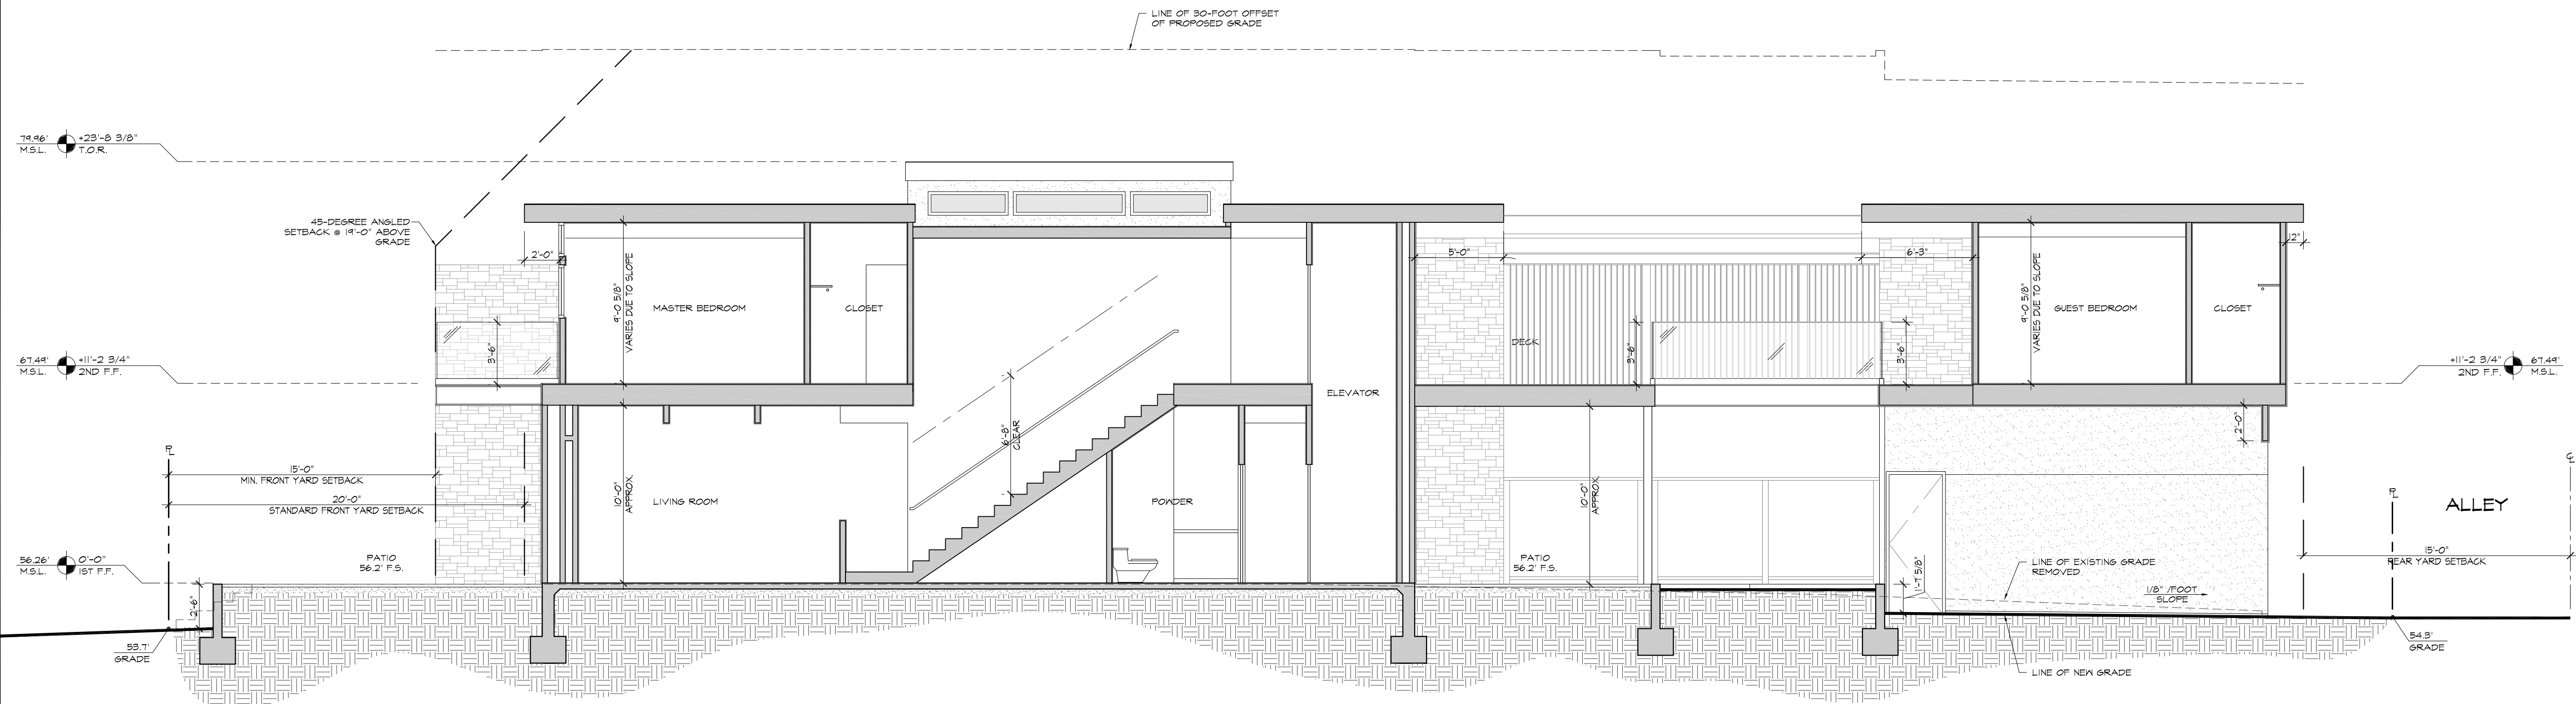 LINE OF 30-FOOT OFFSET
OF PROPOSED GRADE
79.96'
M.S.L.
+23'-8 3/8"
T.O.R.
45-DEGREE ANGLED
SETBACK @ 19'-0" ABOVE
GRADE
2'-0"
9'-0 5/8"
VARIES DUE TO SLOPE
MASTER BEDROOM
CLOSET
3'-6"
67.49'
M.S.L.
+11'-2 3/4"
2ND F.F.
5'-0"
6'-3"
12"
DECK
3'-6"
3'-6"
9'-0 5/8"
VARIES DUE TO SLOPE
GUEST BEDROOM
CLOSET
+11'-2 3/4"
2ND F.F.
67.49'
M.S.L.
ELEVATOR
6'-8"
CLEAR
2'-0"
PL
15'-0"
MIN. FRONT YARD SETBACK
20'-0"
STANDARD FRONT YARD SETBACK
10'-0"
APPROX.
LIVING ROOM
POWDER
10'-0"
APPROX.
PL
CL
ALLEY
15'-0"
REAR YARD SETBACK
56.26'
M.S.L.
0'-0"
1ST F.F.
PATIO
56.2' F.S.
PATIO
56.2' F.S.
2'-6"
1'-7 5/8"
LINE OF EXISTING GRADE
REMOVED
1/8" /FOOT
SLOPE
53.7'
GRADE
54.3'
GRADE
LINE OF NEW GRADE